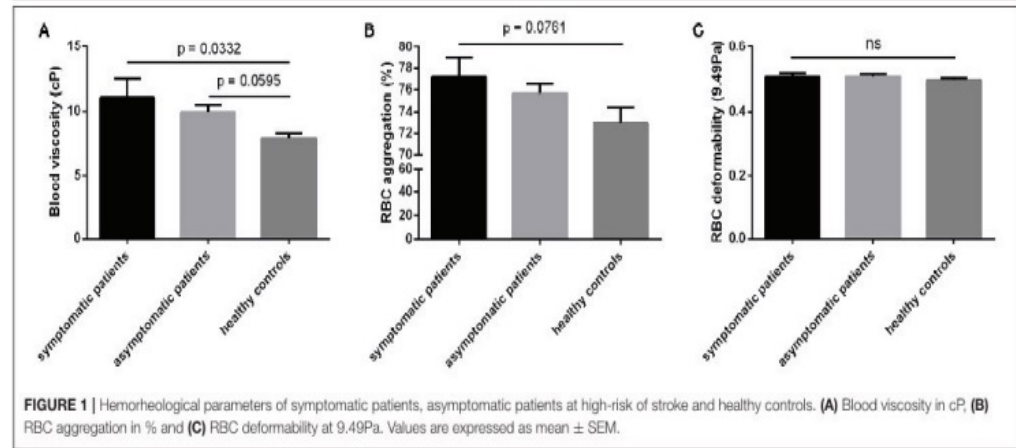 A
Blood viscosity (cP)
15
10
5
0
p = 0.0332
p = 0.0595
symptomatic patients
asymptomatic patients
healthy controls
B
RBC aggregation (%)
80
78
76
74
72
70
60
40
20
0
p = 0.0761
symptomatic patients
asymptomatic patients
healthy controls
C
RBC deformability (9.49Pa)
0.6
0.4
0.2
0.0
ns
symptomatic patients
asymptomatic patients
healthy controls
FIGURE 1 | Hemorheological parameters of symptomatic patients, asymptomatic patients at high-risk of stroke and healthy controls. (A) Blood viscosity in cP, (B)
RBC aggregation in % and (C) RBC deformability at 9.49Pa. Values are expressed as mean ± SEM.